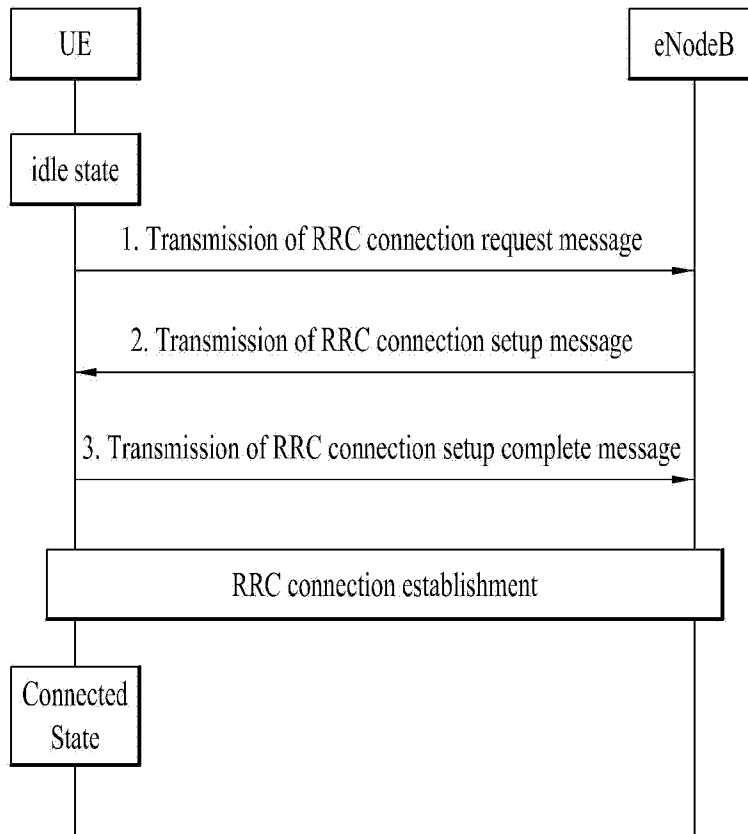 UE
eNodeB
idle state
1. Transmission of RRC connection request message
2. Transmission of RRC connection setup message
3. Transmission of RRC connection setup complete message
RRC connection establishment
Connected
State